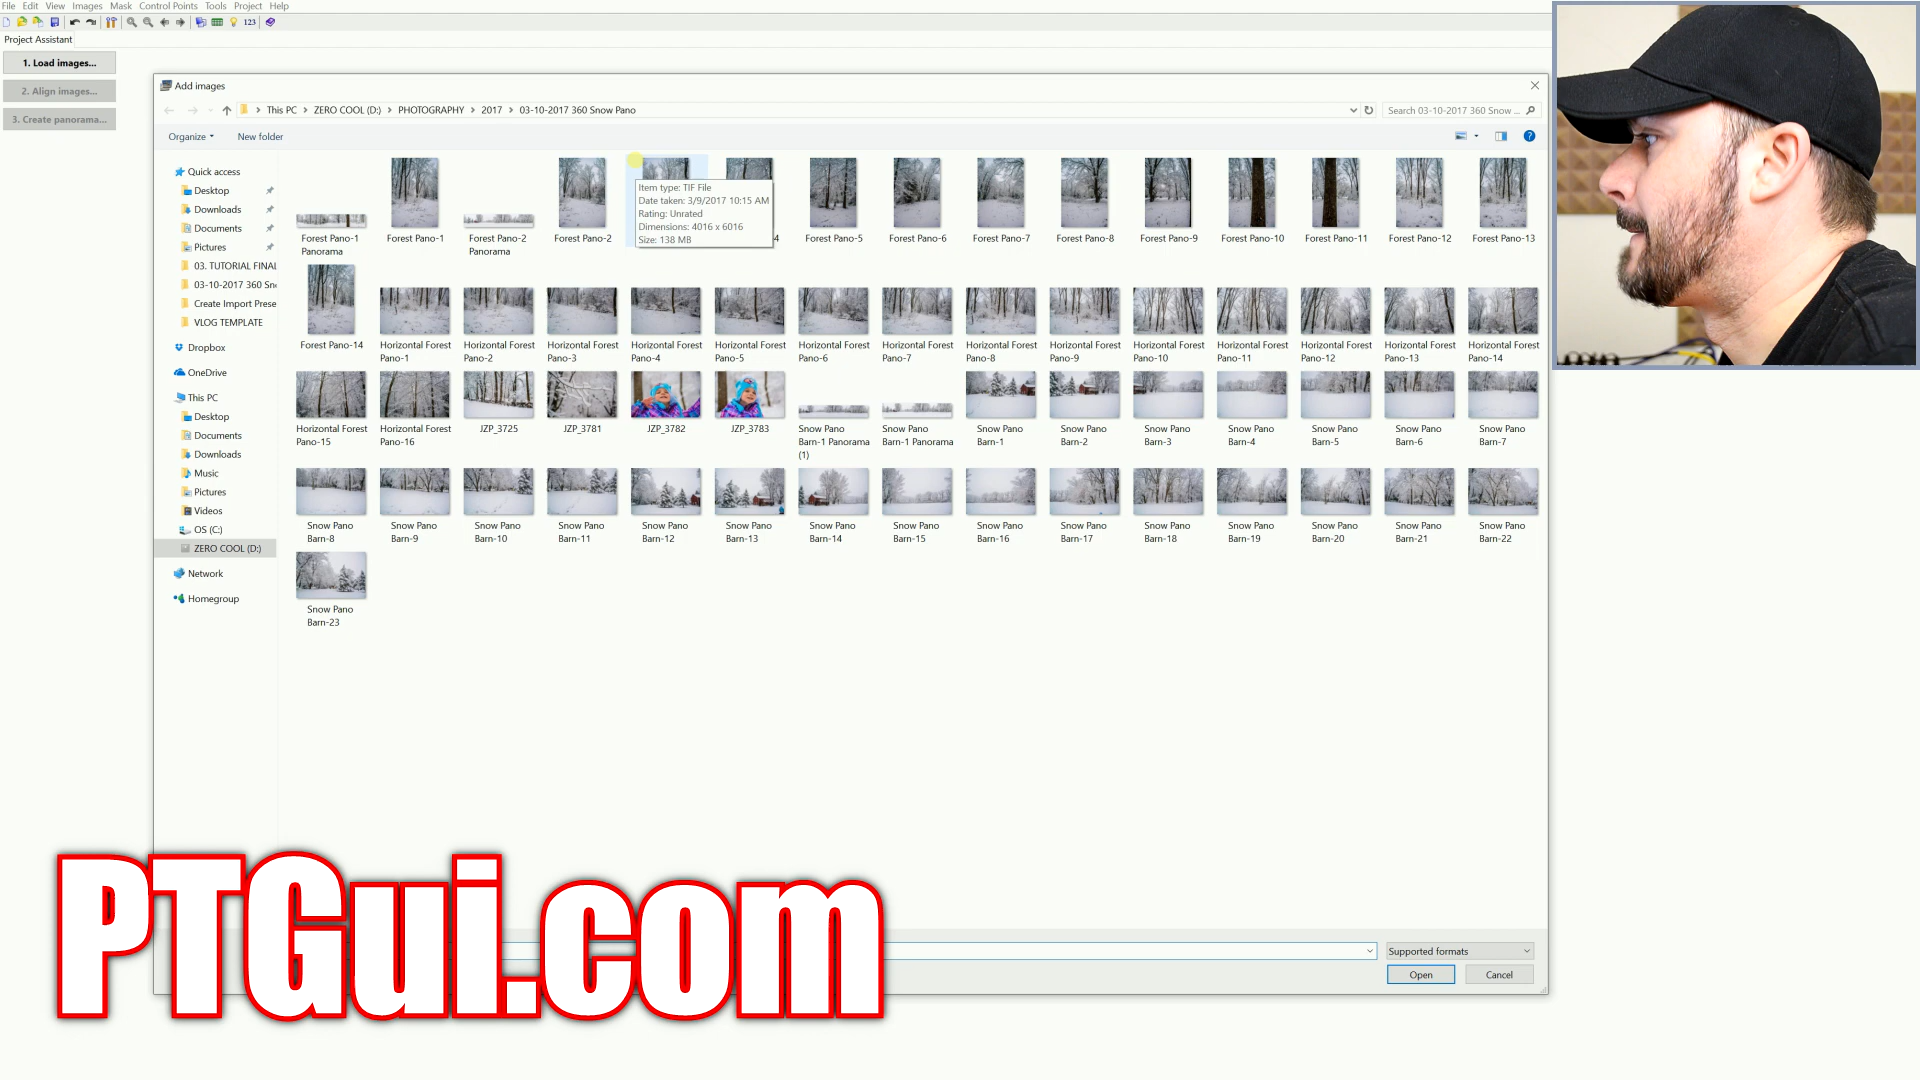 File Edit View Images Mask Control Points Tools Project Help
123
Project Assistant
1. Load images...
2. Align images...
3. Create panorama...
Add images
This PC > ZERO COOL (D:) > PHOTOGRAPHY > 2017 > 03-10-2017 360 Snow Pano
Search 03-10-2017 360 Snow ...
Organize
New folder
Quick access
Desktop
Downloads
Documents
Pictures
03. TUTORIAL FINAL
03-10-2017 360 Sn
Create Import Prese
VLOG TEMPLATE
Dropbox
OneDrive
This PC
Desktop
Documents
Downloads
Music
Pictures
Videos
OS (C:)
ZERO COOL (D:)
Network
Homegroup
Forest Pano-1 Panorama
Forest Pano-1
Forest Pano-2 Panorama
Forest Pano-2
Item type: TIF File
Date taken: 3/9/2017 10:15 AM
Rating: Unrated
Dimensions: 4016 x 6016
Size: 138 MB
4
Forest Pano-5
Forest Pano-6
Forest Pano-7
Forest Pano-8
Forest Pano-9
Forest Pano-10
Forest Pano-11
Forest Pano-12
Forest Pano-13
Forest Pano-14
Horizontal Forest Pano-1
Horizontal Forest Pano-2
Horizontal Forest Pano-3
Horizontal Forest Pano-4
Horizontal Forest Pano-5
Horizontal Forest Pano-6
Horizontal Forest Pano-7
Horizontal Forest Pano-8
Horizontal Forest Pano-9
Horizontal Forest Pano-10
Horizontal Forest Pano-11
Horizontal Forest Pano-12
Horizontal Forest Pano-13
Horizontal Forest Pano-14
Horizontal Forest Pano-15
Horizontal Forest Pano-16
JZP_3725
JZP_3781
JZP_3782
JZP_3783
Snow Pano Barn-1 Panorama (1)
Snow Pano Barn-1 Panorama
Snow Pano Barn-1
Snow Pano Barn-2
Snow Pano Barn-3
Snow Pano Barn-4
Snow Pano Barn-5
Snow Pano Barn-6
Snow Pano Barn-7
Snow Pano Barn-8
Snow Pano Barn-9
Snow Pano Barn-10
Snow Pano Barn-11
Snow Pano Barn-12
Snow Pano Barn-13
Snow Pano Barn-14
Snow Pano Barn-15
Snow Pano Barn-16
Snow Pano Barn-17
Snow Pano Barn-18
Snow Pano Barn-19
Snow Pano Barn-20
Snow Pano Barn-21
Snow Pano Barn-22
Snow Pano Barn-23
PTGui.com
Supported formats
Open
Cancel